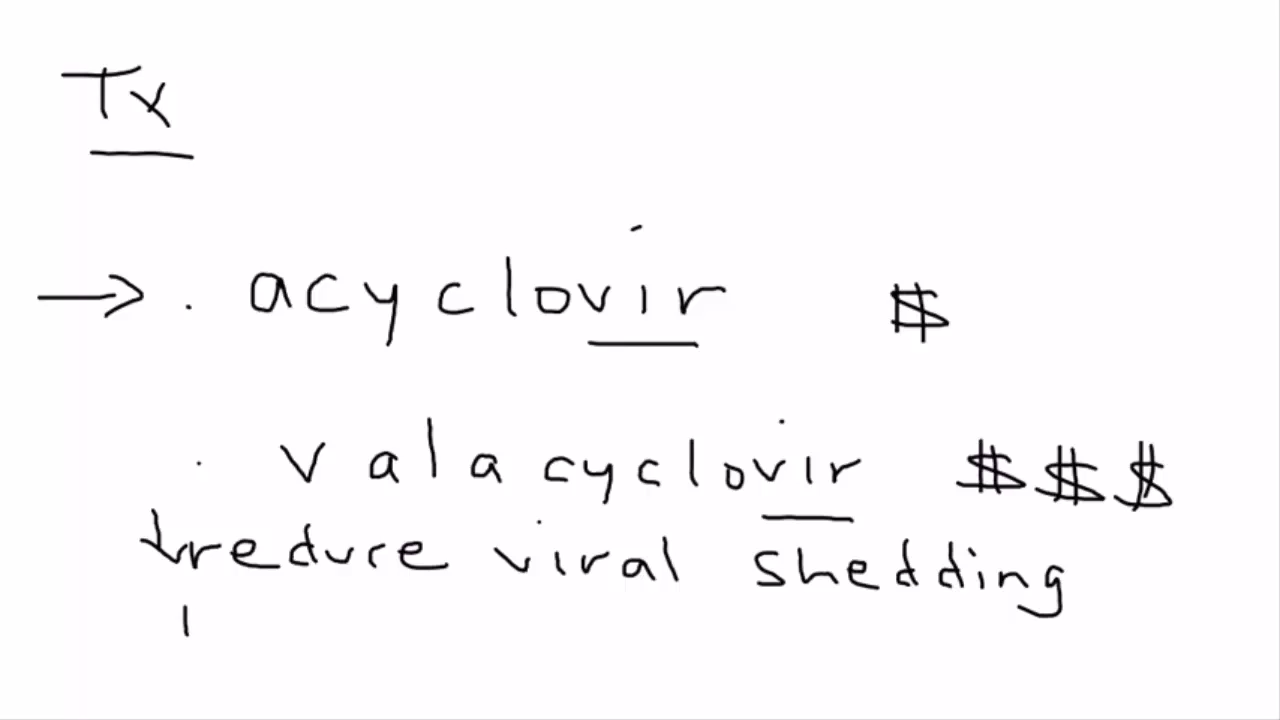 Tx
→ . acyclovir $
. valacyclovir $$$
↓reduce viral shedding